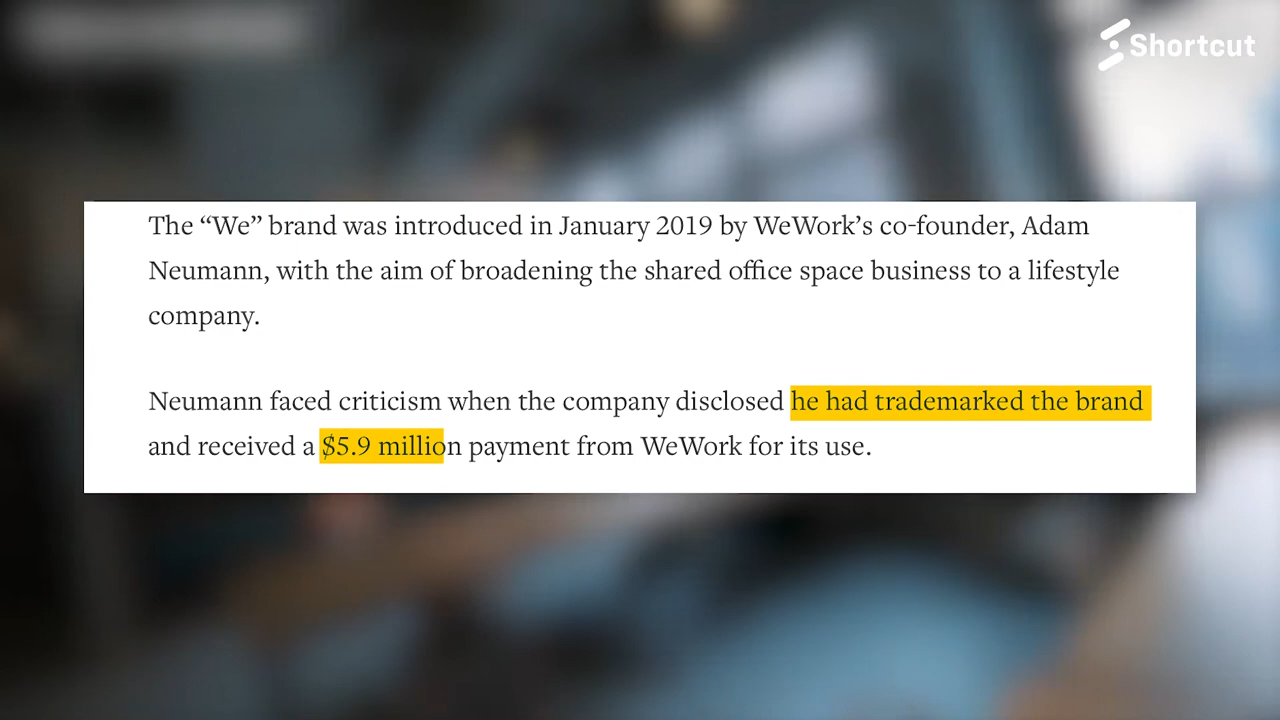 Shortcut
The “We” brand was introduced in January 2019 by WeWork’s co-founder, Adam
Neumann, with the aim of broadening the shared office space business to a lifestyle
company.
Neumann faced criticism when the company disclosed he had trademarked the brand
and received a $5.9 million payment from WeWork for its use.